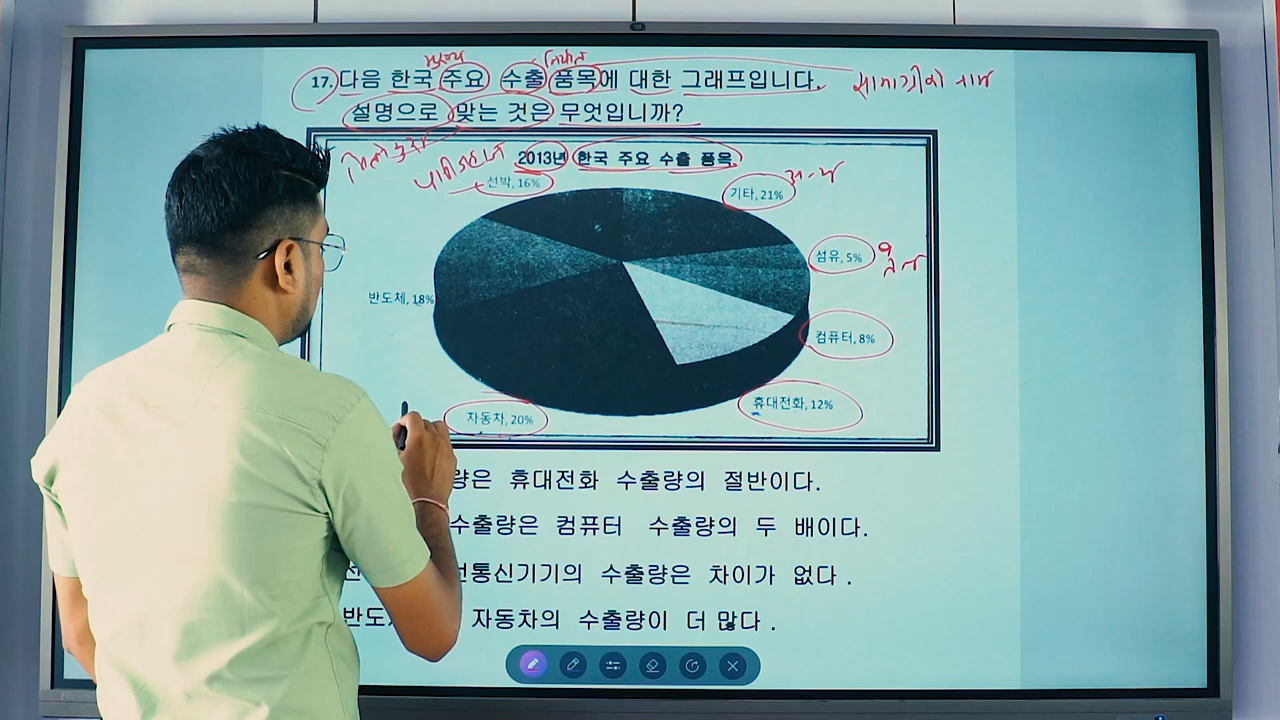 17. 다음 한국 주요 수출 품목에 대한 그래프입니다.
설명으로 맞는 것은 무엇입니까?
2013년 한국 주요 수출 품목
선박, 16%
기타, 21%
섬유, 5%
반도체, 18%
컴퓨터, 8%
휴대전화, 12%
자동차, 20%
량은 휴대전화 수출량의 절반이다.
수출량은 컴퓨터 수출량의 두 배이다.
통신기기의 수출량은 차이가 없다.
반도 자동차의 수출량이 더 많다.